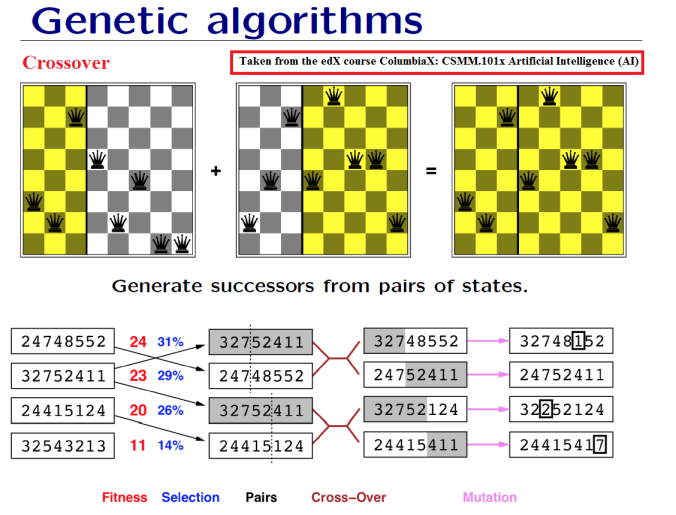 Genetic algorithms
Crossover
Taken from the edX course ColumbiaX: CSMM.101x Artificial Intelligence (AI)
+ =
Generate successors from pairs of states.
24748552 24 31% 32752411 32748552 32748152
32752411 23 29% 24748552 24752411 24752411
24415124 20 26% 32752411 32752124 32252124
32543213 11 14% 24415124 24415411 24415417
Fitness Selection Pairs Cross−Over Mutation